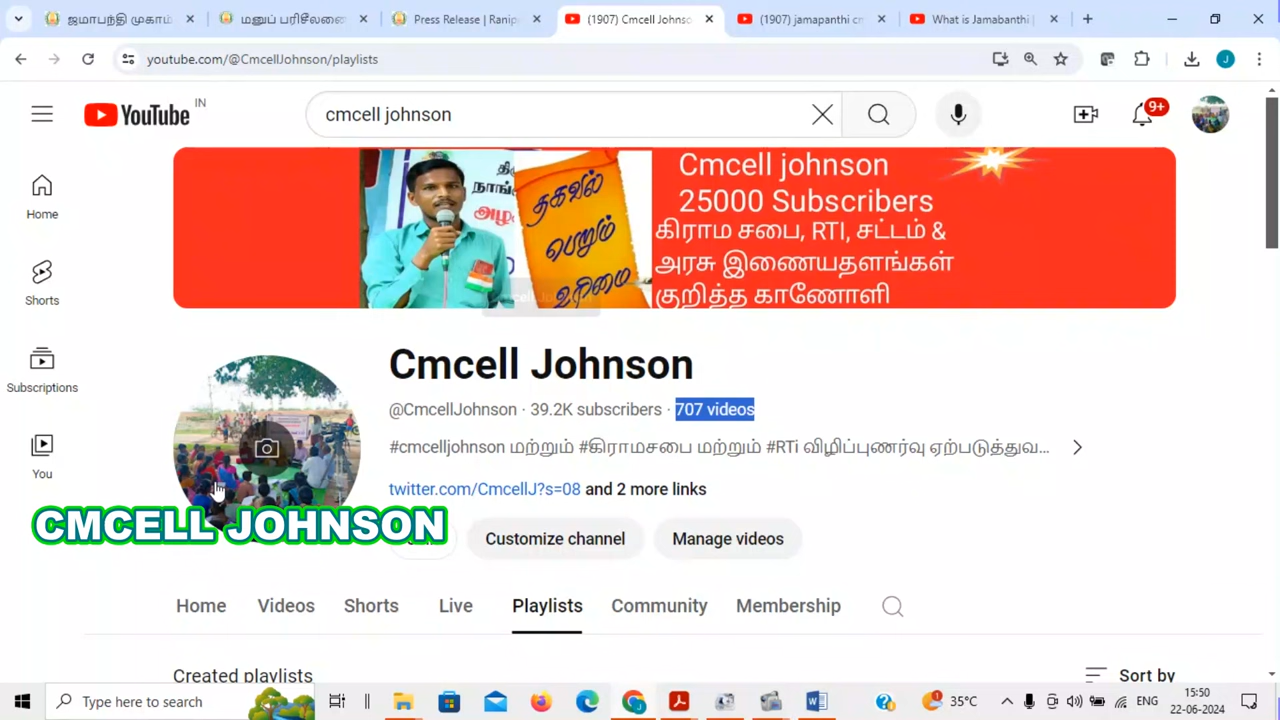 ஜமாபந்தி முகாம்
மனுப் பரிசீலனை
Press Release | Ranip
(1907) Cmcell Johnso
(1907) jamapanthi cm
What is Jamabanthi
youtube.com/@CmcellJohnson/playlists
YouTube IN
cmcell johnson
9+
Cmcell johnson
25000 Subscribers
கிராம சபை, RTI, சட்டம் &
அரசு இணையதளங்கள்
குறித்த காணோளி
தகவல்
பெறும்
உரிமை
Home
Shorts
Subscriptions
You
Cmcell Johnson
@CmcellJohnson · 39.2K subscribers · 707 videos
#cmcelljohnson மற்றும் #கிராமசபை மற்றும் #RTi விழிப்புணர்வு ஏற்படுத்துவ...
twitter.com/CmcellJ?s=08 and 2 more links
CMCELL JOHNSON
Customize channel
Manage videos
Home Videos Shorts Live Playlists Community Membership
Created playlists
Sort by
Type here to search
35°C
ENG
15:50
22-06-2024